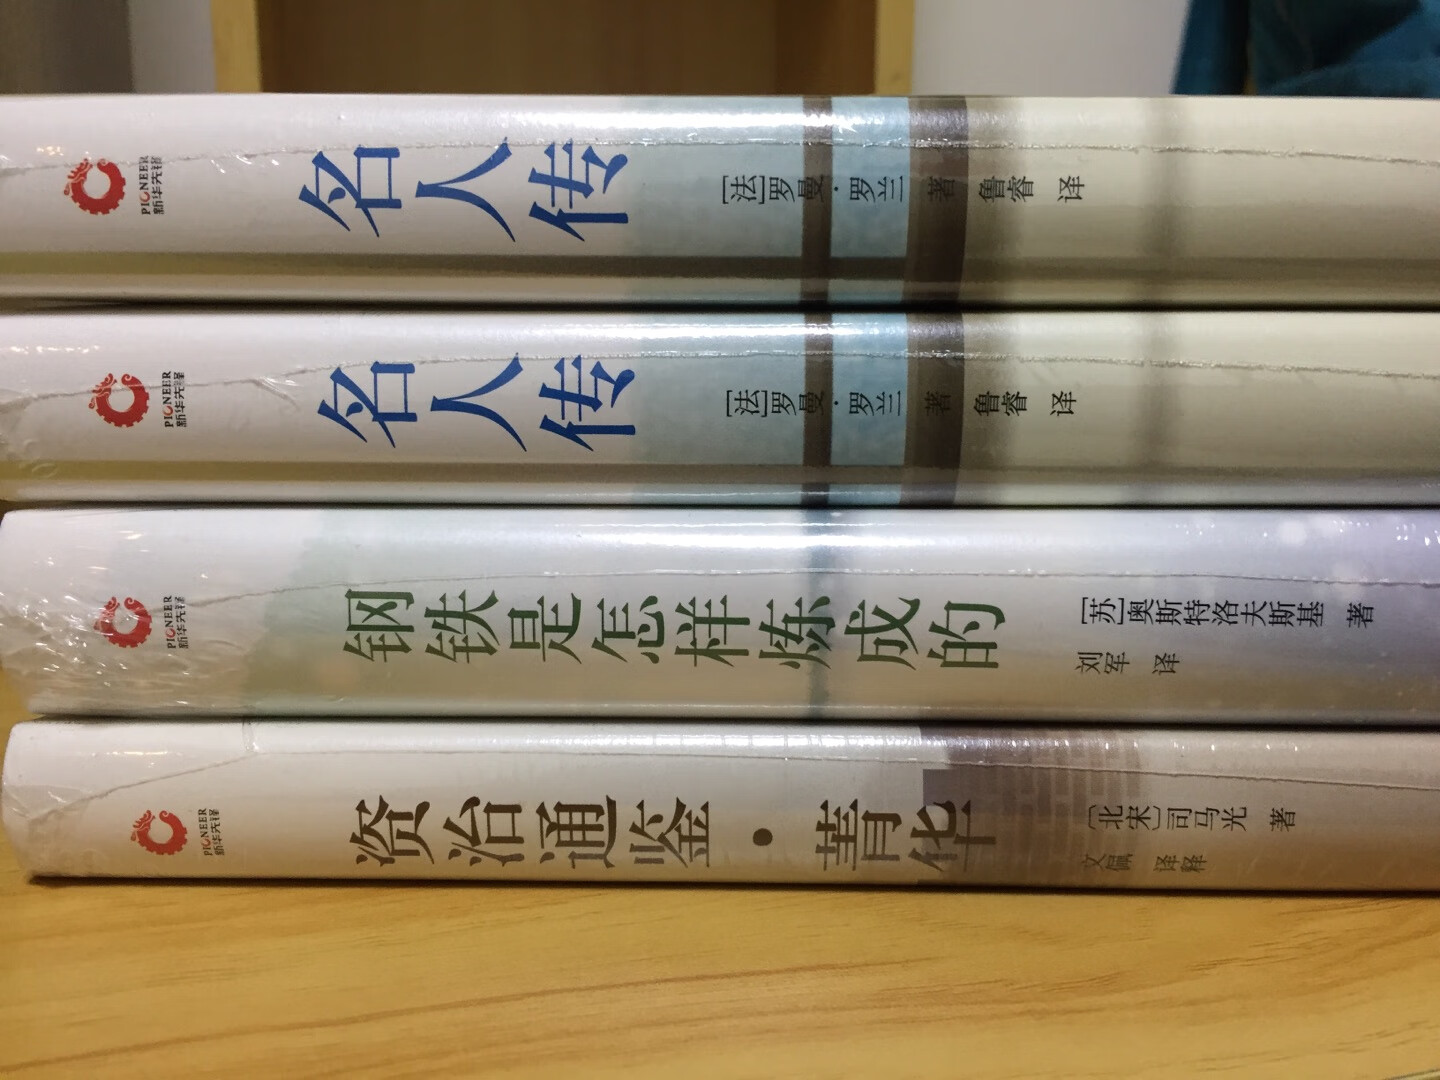 PIONEER
新华先锋
名人传
[法]罗曼·罗兰 著 鲁睿 译
PIONEER
新华先锋
名人传
[法]罗曼·罗兰 著 鲁睿 译
PIONEER
新华先锋
钢铁是怎样炼成的
[苏]奥斯特洛夫斯基 著
刘军 译
PIONEER
新华先锋
资治通鉴·菁华
〔北宋〕司马光 著
文佩 译释